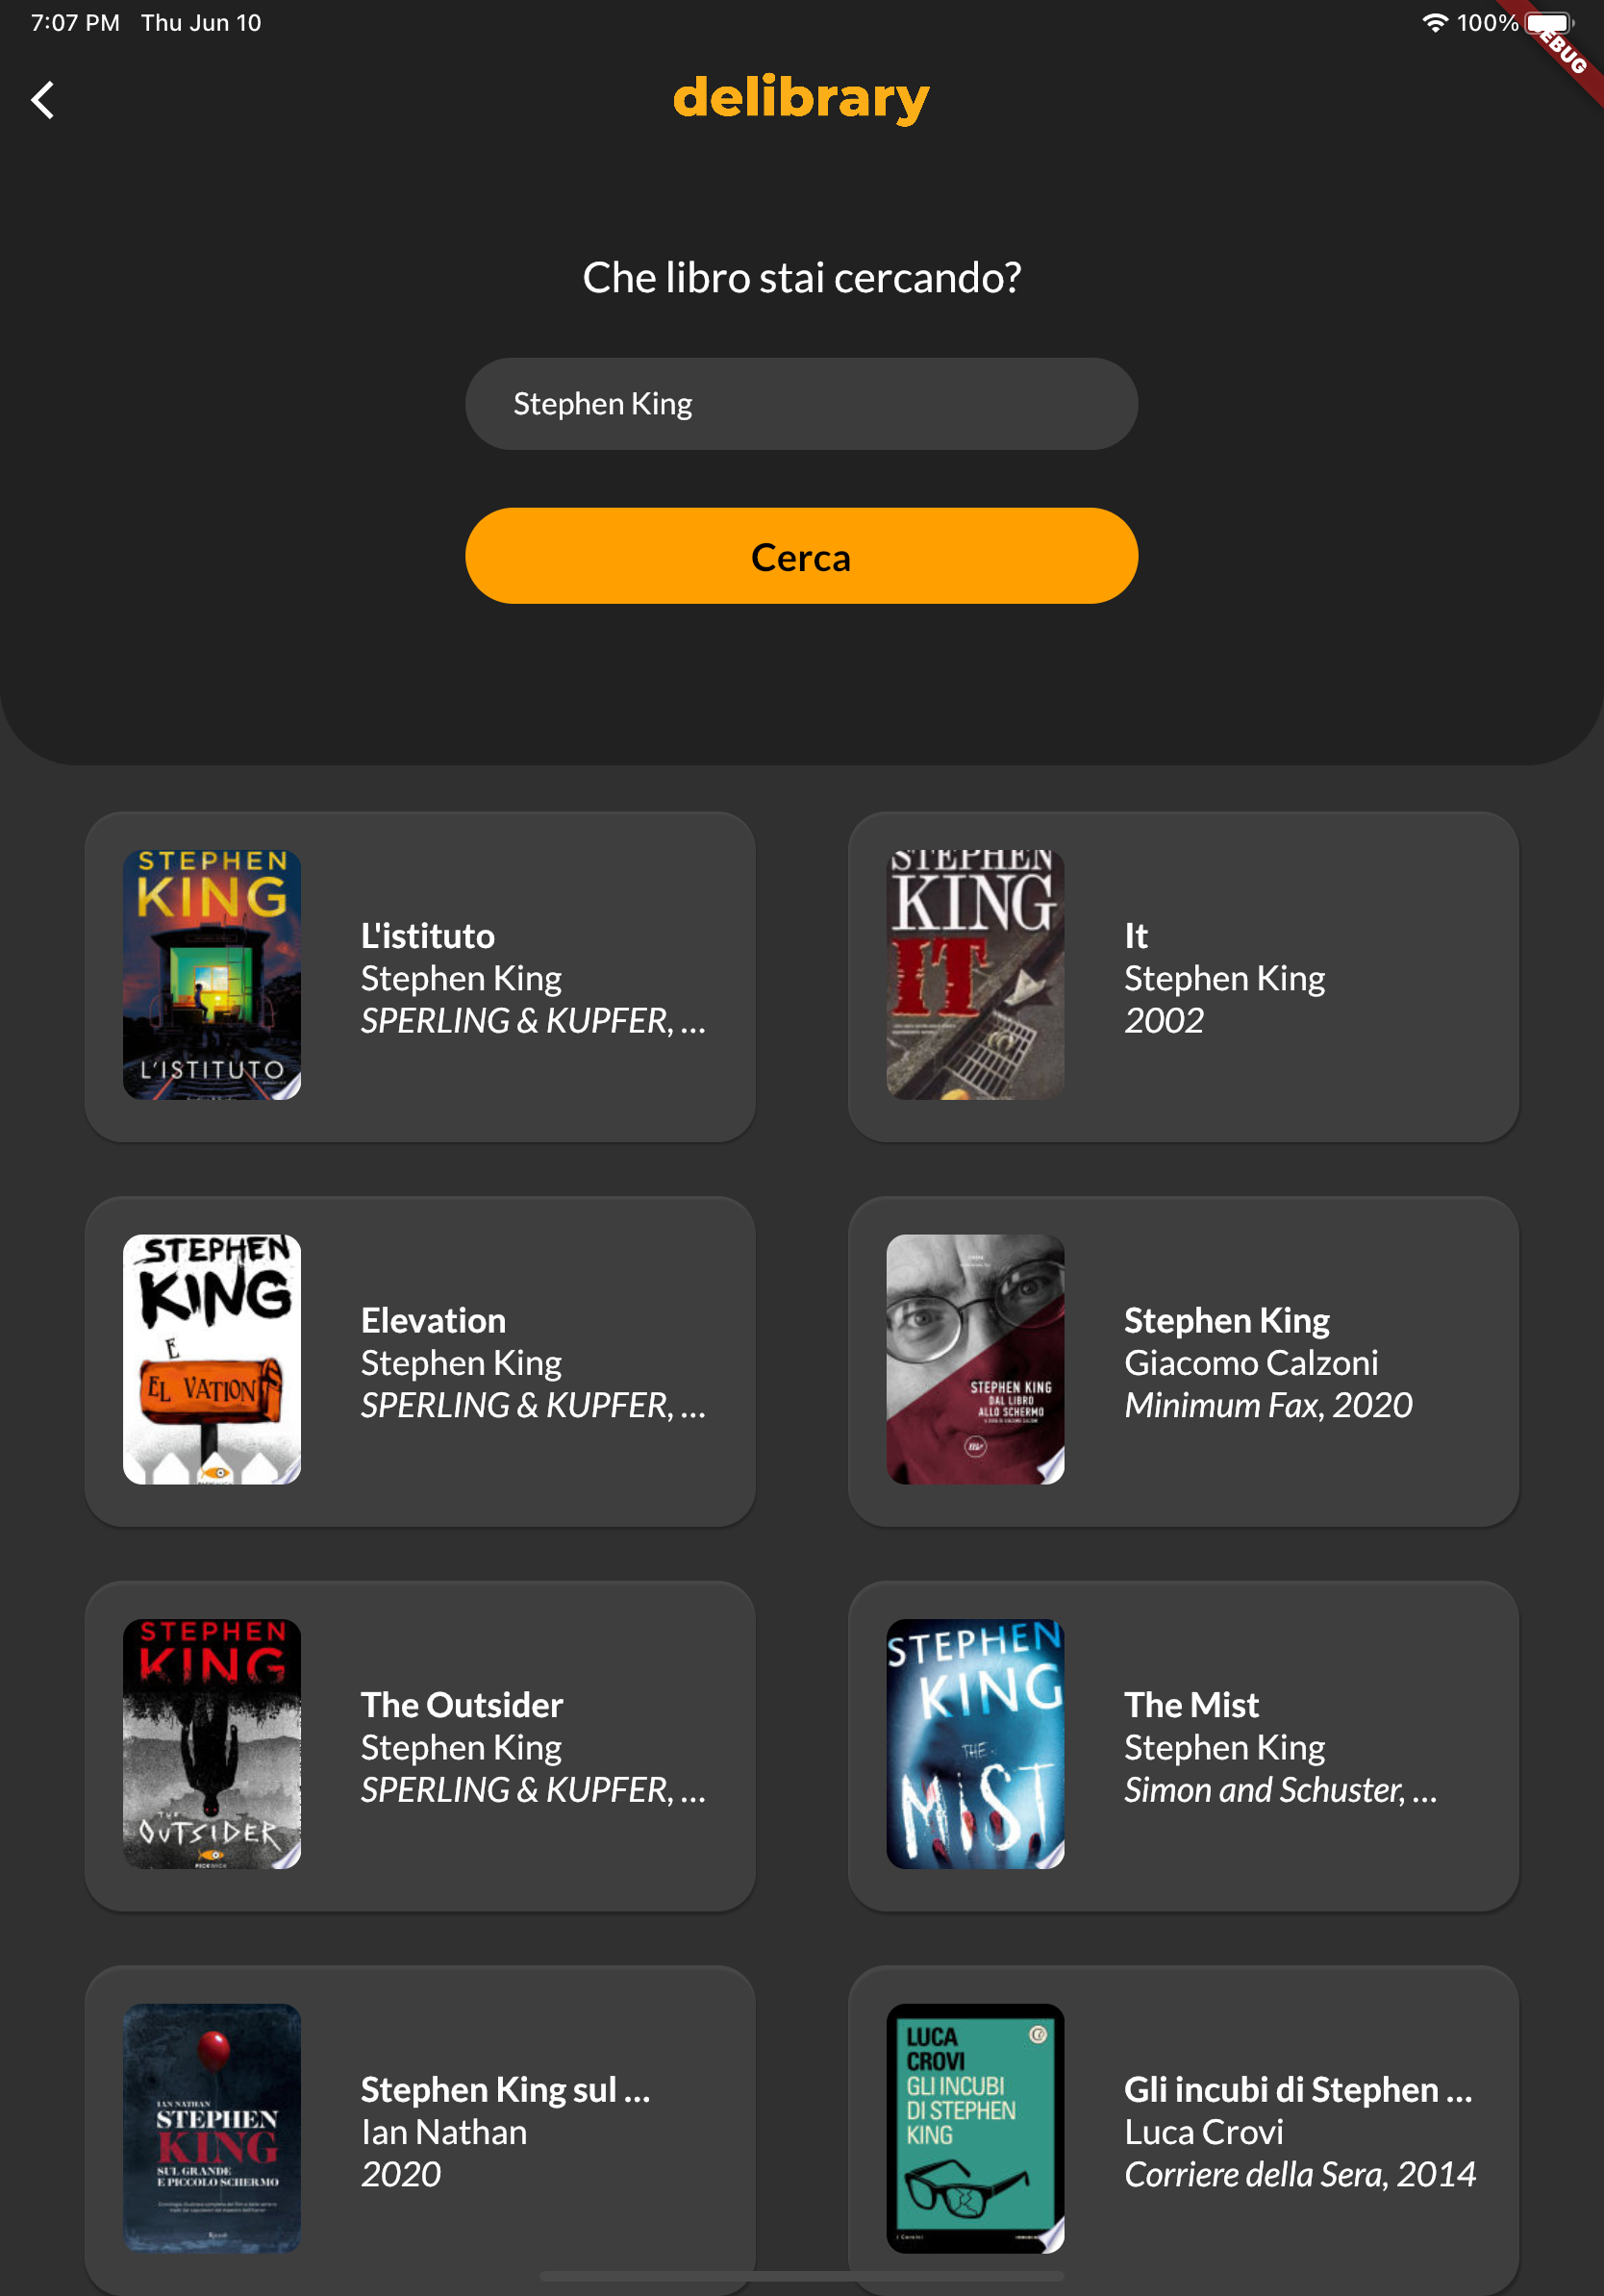 7:07 PM Thu Jun 10
100%
EBUG
delibrary
Che libro stai cercando?
Stephen King
Cerca
STEPHEN
KING
L'ISTITUTO
L'istituto
Stephen King
SPERLING & KUPFER, ...
STEPHEN
KING
IT
It
Stephen King
2002
STEPHEN
KING
E
EL VATION
Elevation
Stephen King
SPERLING & KUPFER, ...
STEPHEN KING
DAL LIBRO
ALLO SCHERMO
Stephen King
Giacomo Calzoni
Minimum Fax, 2020
STEPHEN
KING
THE
OUTSIDER
PICKWICK
The Outsider
Stephen King
SPERLING & KUPFER, ...
STEPHEN
KING
THE
MiST
The Mist
Stephen King
Simon and Schuster, ...
IAN NATHAN
STEPHEN
KING
SUL GRANDE
E PICCOLO SCHERMO
Stephen King sul ...
Ian Nathan
2020
LUCA
CROVI
GLI INCUBI
DI STEPHEN
KING
Gli incubi di Stephen ...
Luca Crovi
Corriere della Sera, 2014